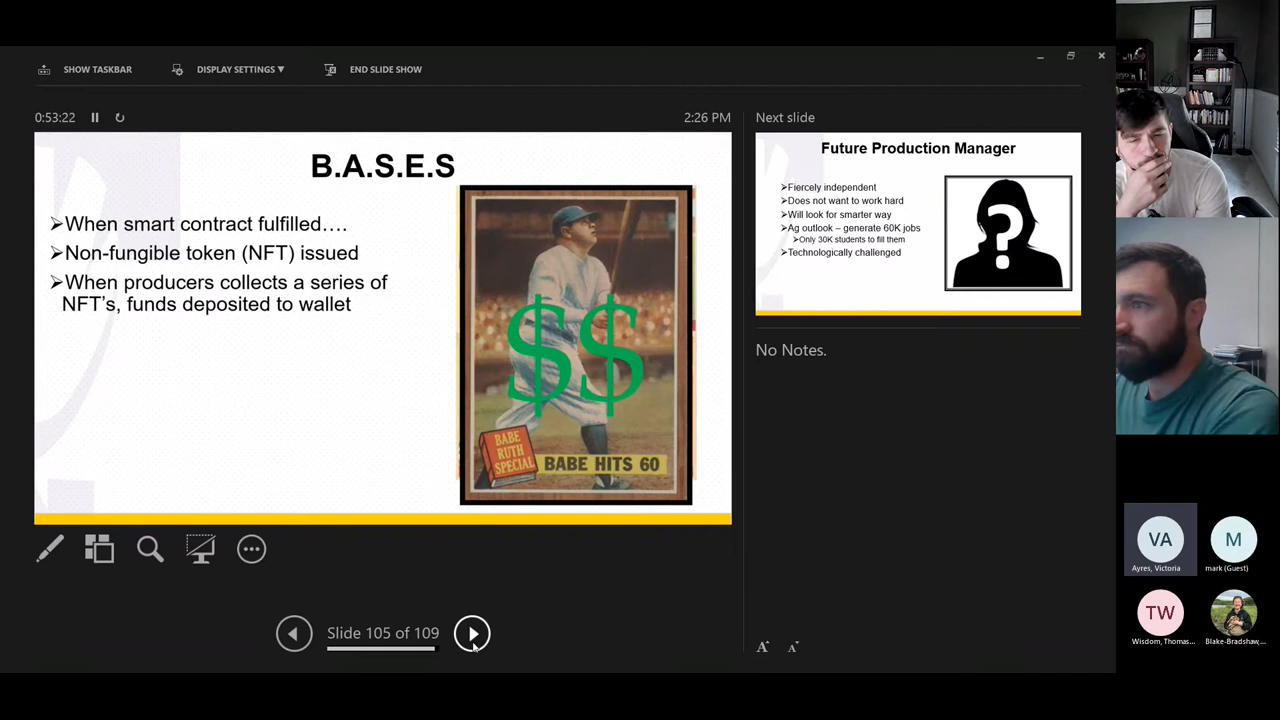 SHOW TASKBAR
DISPLAY SETTINGS ▼
END SLIDE SHOW
0:53:22
2:26 PM
B.A.S.E.S
➢When smart contract fulfilled….
➢Non-fungible token (NFT) issued
➢When producers collects a series of
NFT's, funds deposited to wallet
$$
BABE
RUTH
SPECIAL
BABE HITS 60
Next slide
Future Production Manager
➢Fiercely independent
➢Does not want to work hard
➢Will look for smarter way
➢Ag outlook – generate 60K jobs
➢Only 30K students to fill them
➢Technologically challenged
?
No Notes.
Slide 105 of 109
A A
VA
Ayres, Victoria
M
mark (Guest)
TW
Wisdom, Thomas...
Blake-Bradshaw,...